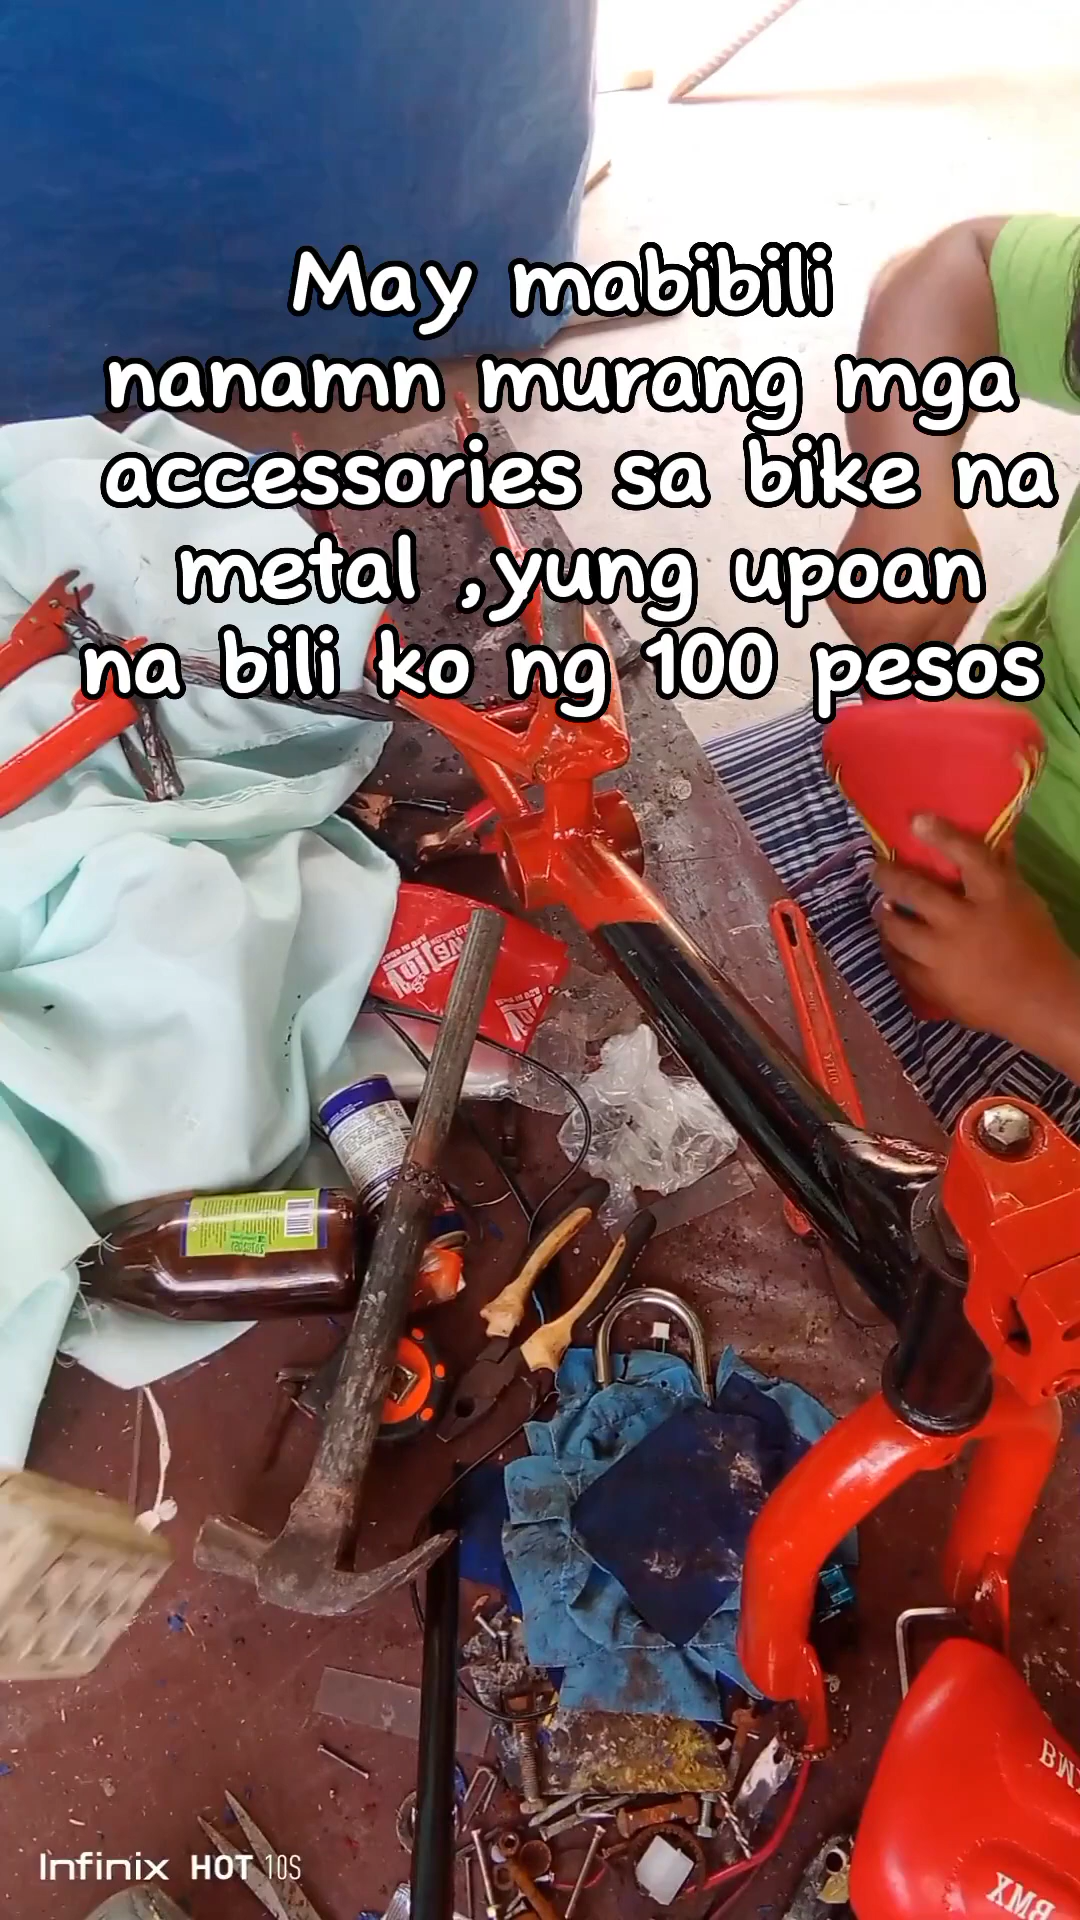 May mabibili
nanamn murang mga
accessories sa bike na
metal ,yung upoan
na bili ko ng 100 pesos
Infinix HOT 10S
BMX